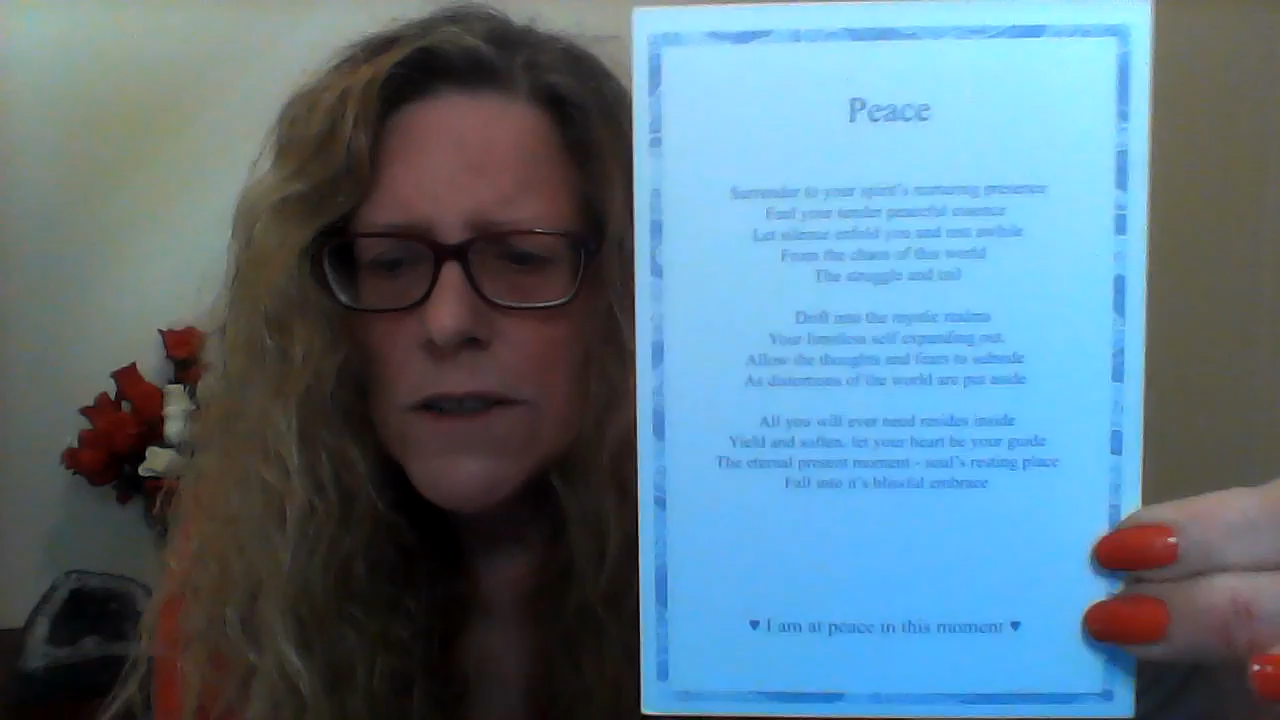 Peace
Surrender to your spirit's nurturing presence
Feel your tender peaceful essence
Let silence enfold you and rest awhile
From the chaos of this world
The struggle and toil
Drift into the mystic realms
Your limitless self expanding out.
Allow the thoughts and fears to subside
As distortions of the world are put aside
All you will ever need resides inside
Yield and soften, let your heart be your guide
The eternal present moment - soul's resting place
Fall into it's blissful embrace
♥ I am at peace in this moment ♥